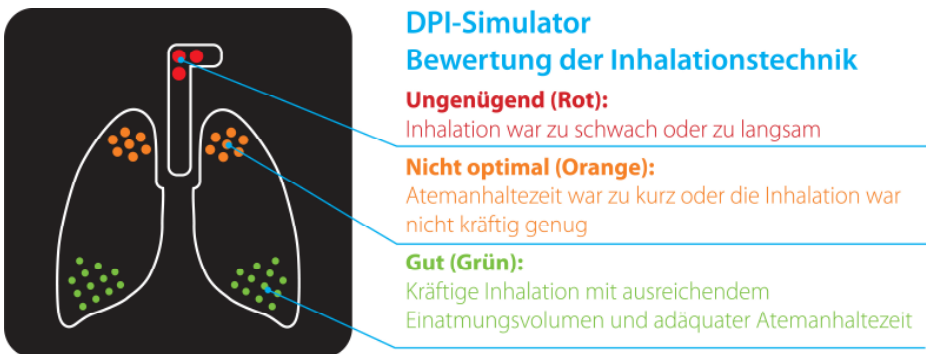 DPI-Simulator
Bewertung der Inhalationstechnik
Ungenügend (Rot):
Inhalation war zu schwach oder zu langsam
Nicht optimal (Orange):
Atemanhaltezeit war zu kurz oder die Inhalation war
nicht kräftig genug
Gut (Grün):
Kräftige Inhalation mit ausreichendem
Einatmungsvolumen und adäquater Atemanhaltezeit